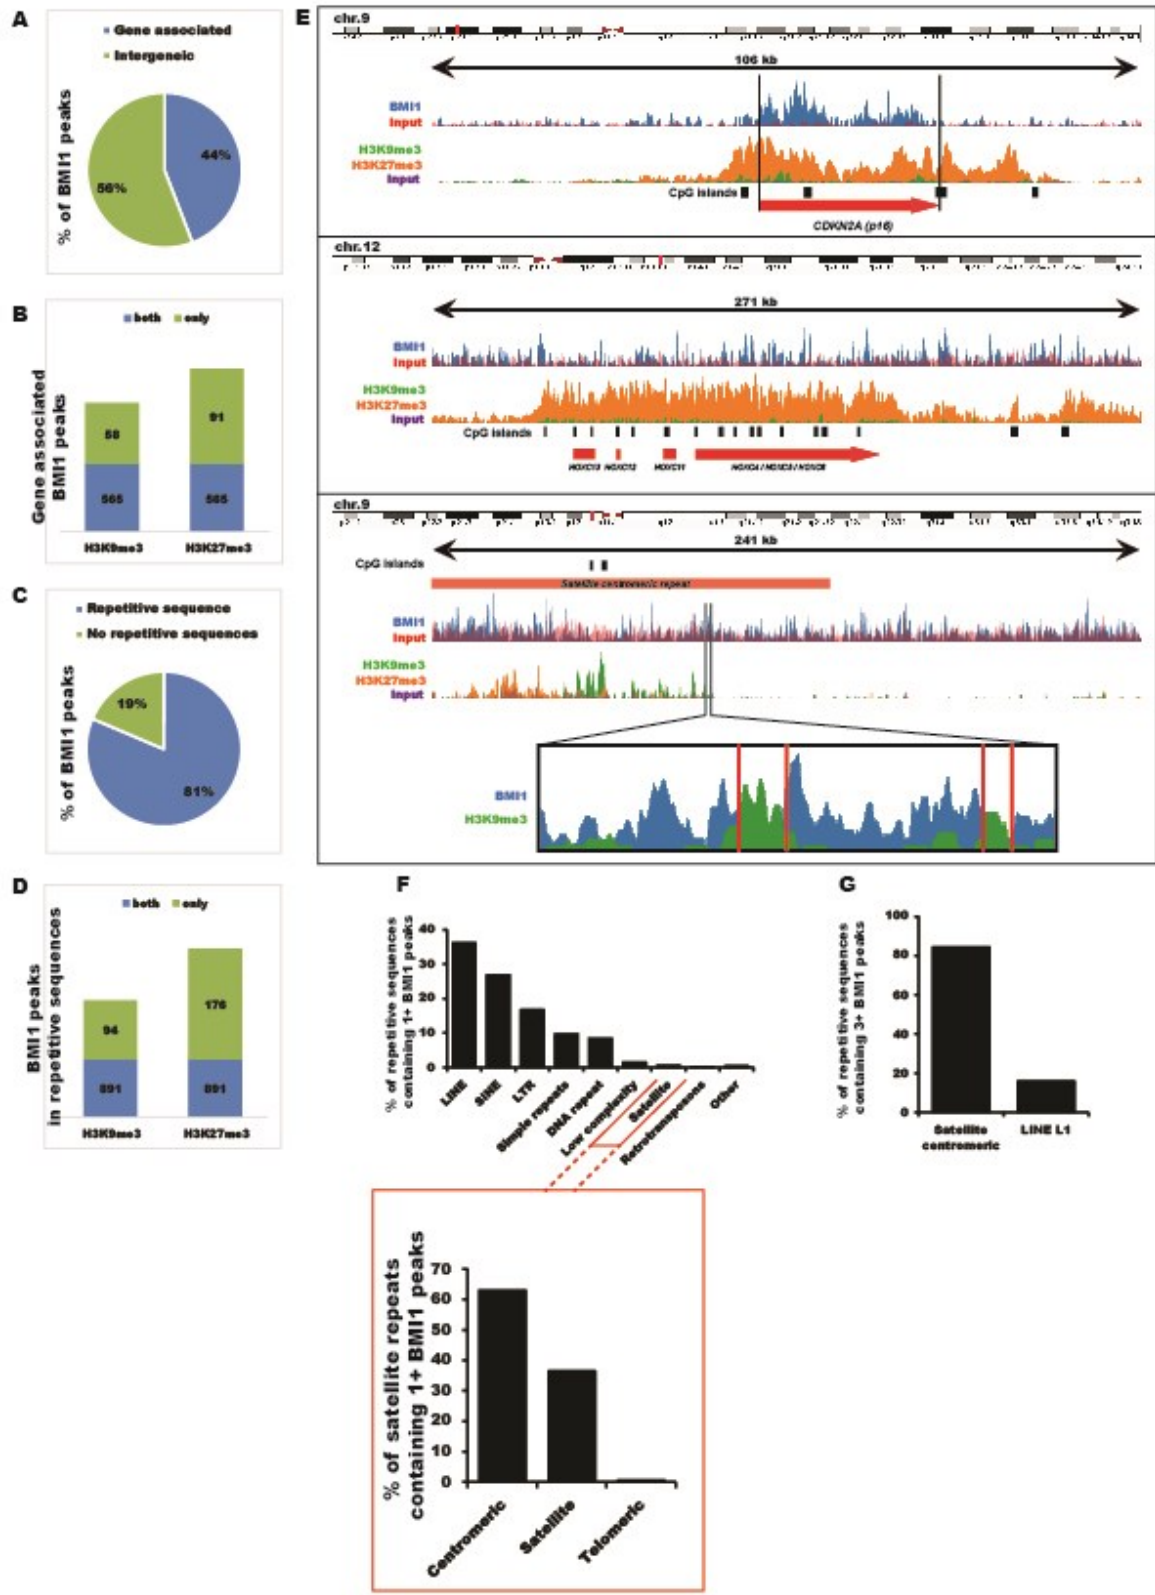 A
Gene associated
Intergeneic
% of BMI1 peaks
44%
56%
B
both only
Gene associated
BMI1 peaks
58
91
565
565
H3K9me3 H3K27me3
C
Repetitive sequence
No repetitive sequences
% of BMI1 peaks
19%
81%
D
both only
BMI1 peaks
in repetitive sequences
94
176
891
891
H3K9me3 H3K27me3
E
chr.9
106 kb
BMI1
Input
H3K9me3
H3K27me3
Input
CpG islands
CDKN2A (p16)
chr.12
271 kb
BMI1
Input
H3K9me3
H3K27me3
Input
CpG islands
HOXC13 HOXC12 HOXC11
chr.9
241 kb
CpG islands
Satellite centromeric repeat
BMI1
Input
H3K9me3
H3K27me3
Input
BMI1
H3K9me3
F
% of repetitive sequences
containing 1+ BMI1 peaks
40
30
20
10
0
LINE
SINE
LTR
Simple repeats
DNA repeat
Low complexity
Satellite
Retrotransposons
Other
% of satellite repeats
containing 1+ BMI1 peaks
70
60
50
40
30
20
10
0
Centromeric
Satellite
Telomeric
G
% of repetitive sequences
containing 3+ BMI1 peaks
100
80
60
40
20
0
Satellite
centromeric
LINE L1